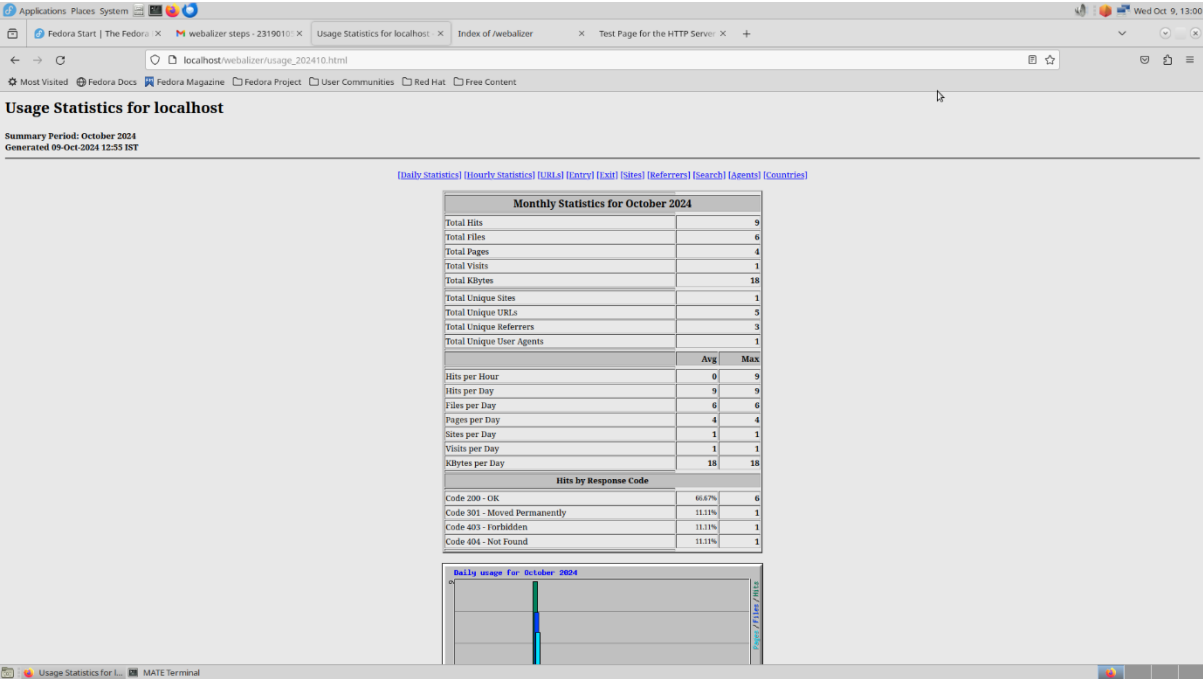 Applications Places System
Wed Oct 9, 13:00
Fedora Start | The Fedora
webalizer steps - 2319010
Usage Statistics for localhost -
Index of /webalizer
Test Page for the HTTP Server
localhost/webalizer/usage_202410.html
Most Visited Fedora Docs Fedora Magazine Fedora Project User Communities Red Hat Free Content
Usage Statistics for localhost
Summary Period: October 2024
Generated 09-Oct-2024 12:55 IST
[Daily Statistics] [Hourly Statistics] [URLs] [Entry] [Exit] [Sites] [Referrers] [Search] [Agents] [Countries]
Monthly Statistics for October 2024
Total Hits 9
Total Files 6
Total Pages 4
Total Visits 1
Total KBytes 18
Total Unique Sites 1
Total Unique URLs 5
Total Unique Referrers 3
Total Unique User Agents 1
Avg Max
Hits per Hour 0 9
Hits per Day 9 9
Files per Day 6 6
Pages per Day 4 4
Sites per Day 1 1
Visits per Day 1 1
KBytes per Day 18 18
Hits by Response Code
Code 200 - OK 66.67% 6
Code 301 - Moved Permanently 11.11% 1
Code 403 - Forbidden 11.11% 1
Code 404 - Not Found 11.11% 1
Daily usage for October 2024
9
Pages / Files / Hits
Usage Statistics for l...
MATE Terminal